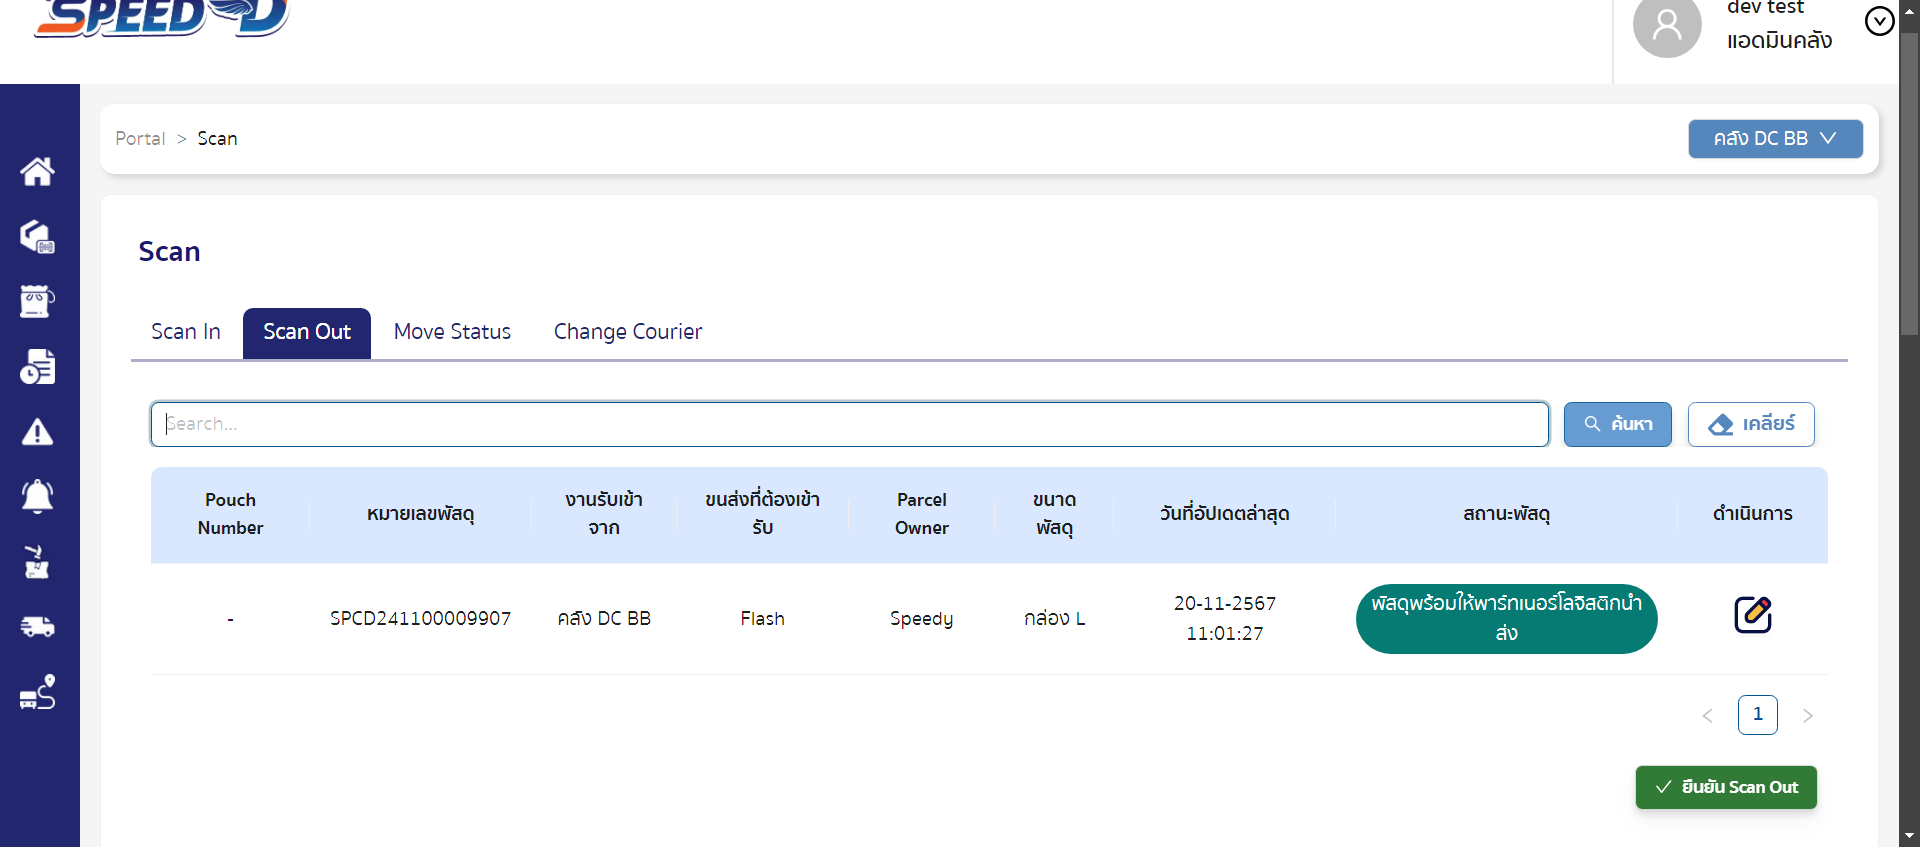 SPEED-D
dev test
แอดมินคลัง
Portal > Scan
คลัง DC BB
Scan
Scan In
Scan Out
Move Status
Change Courier
Search...
ค้นหา
เคลียร์
Pouch
Number
หมายเลขพัสดุ
งานรับเข้า
จาก
ขนส่งที่ต้องเข้า
รับ
Parcel
Owner
ขนาด
พัสดุ
วันที่อัปเดตล่าสุด
สถานะพัสดุ
ดำเนินการ
-
SPCD241100009907
คลัง DC BB
Flash
Speedy
กล่อง L
20-11-2567
11:01:27
พัสดุพร้อมให้พาร์ทเนอร์โลจิสติกนำ
ส่ง
< 1 >
ยืนยัน Scan Out